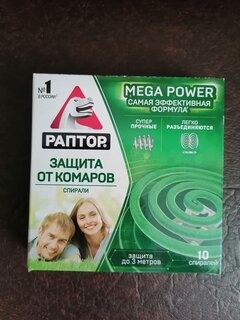 №1
В РОССИИ
РАПТОР
MEGA POWER
САМАЯ ЭФФЕКТИВНАЯ
ФОРМУЛА
СУПЕР
ПРОЧНЫЕ
ЛЕГКО
РАЗЪЕДИНЯЮТСЯ
ЗАЩИТА
ОТ КОМАРОВ
СПИРАЛИ
защита
до 3 метров
10
спиралей